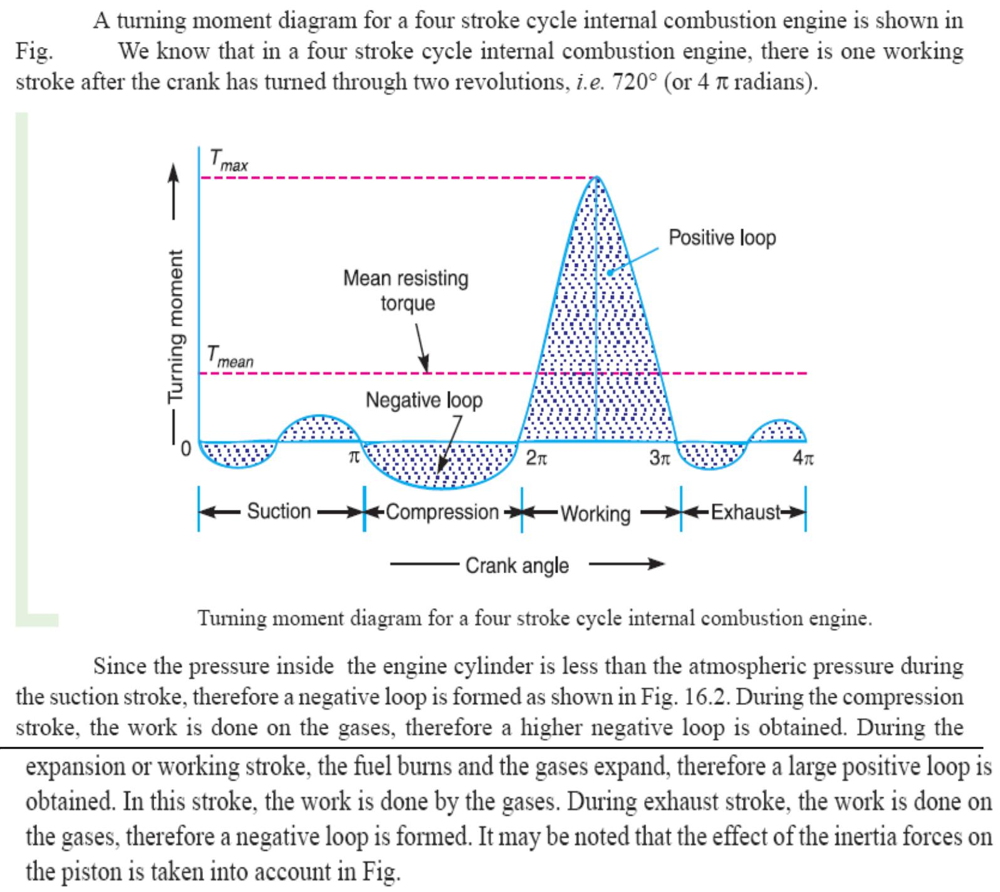 A turning moment diagram for a four stroke cycle internal combustion engine is shown in
Fig. We know that in a four stroke cycle internal combustion engine, there is one working
stroke after the crank has turned through two revolutions, i.e. 720° (or 4 π radians).
Tmax
Positive loop
Mean resisting
torque
Turning moment
Tmean
Negative loop
0
π
2π
3π
4π
Suction
Compression
Working
Exhaust
Crank angle
Turning moment diagram for a four stroke cycle internal combustion engine.
Since the pressure inside the engine cylinder is less than the atmospheric pressure during
the suction stroke, therefore a negative loop is formed as shown in Fig. 16.2. During the compression
stroke, the work is done on the gases, therefore a higher negative loop is obtained. During the
expansion or working stroke, the fuel burns and the gases expand, therefore a large positive loop is
obtained. In this stroke, the work is done by the gases. During exhaust stroke, the work is done on
the gases, therefore a negative loop is formed. It may be noted that the effect of the inertia forces on
the piston is taken into account in Fig.